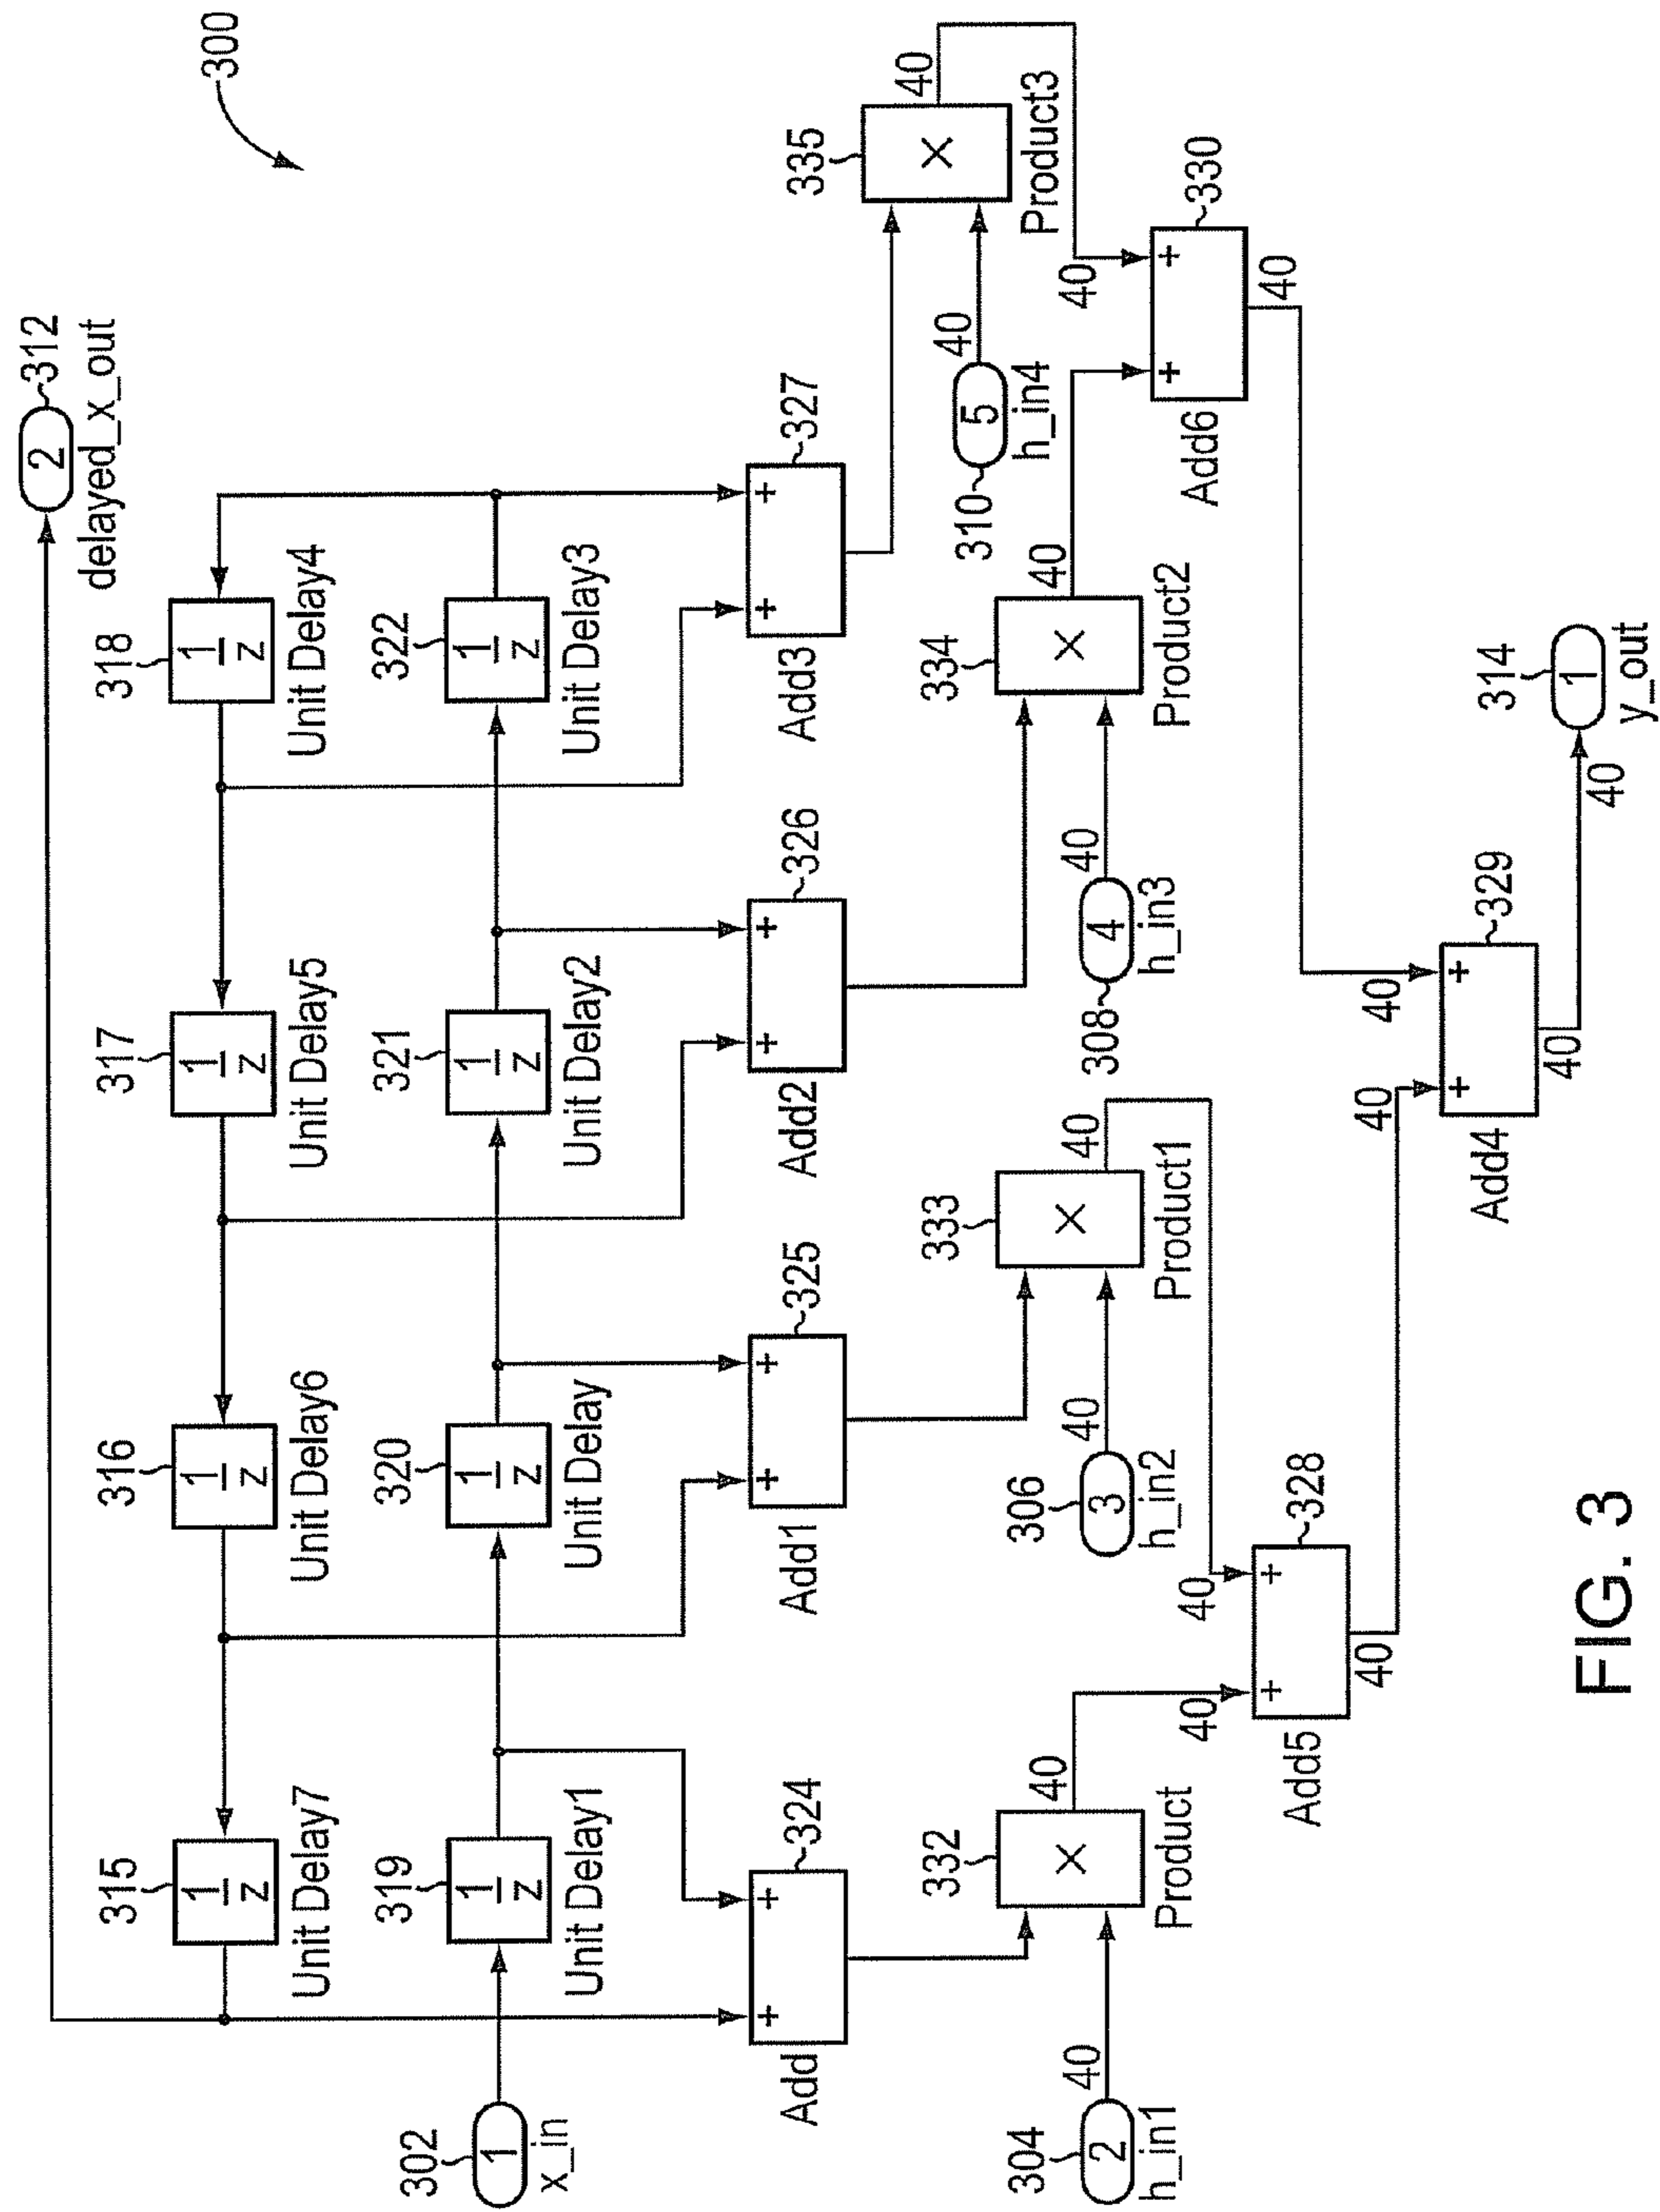 300
2
312
delayed_x_out
315
1
z
Unit Delay7
316
1
z
Unit Delay6
317
1
z
Unit Delay5
318
1
z
Unit Delay4
302
1
x_in
319
1
z
Unit Delay1
320
1
z
Unit Delay
321
1
z
Unit Delay2
322
1
z
Unit Delay3
+ +
324
Add
+ +
325
Add1
+ +
326
Add2
+ +
327
Add3
304
2
h_in1
40
332
×
40
Product
306
3
h_in2
40
333
×
40
Product1
308
4
h_in3
40
334
×
40
Product2
310
5
h_in4
40
335
×
40
Product3
40
40
+ +
328
Add5
40
40
+ +
330
Add6
40
40
40
+ +
329
Add4
40
40
314
1
y_out
FIG. 3